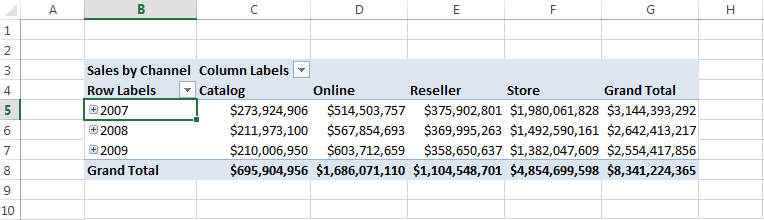 A B C D E F G H
1
2
3 Sales by Channel Column Labels
4 Row Labels Catalog Online Reseller Store Grand Total
5 2007 $273,924,906 $514,503,757 $375,902,801 $1,980,061,828 $3,144,393,292
6 2008 $211,973,100 $567,854,693 $369,995,263 $1,492,590,161 $2,642,413,217
7 2009 $210,006,950 $603,712,659 $358,650,637 $1,382,047,609 $2,554,417,856
8 Grand Total $695,904,956 $1,686,071,110 $1,104,548,701 $4,854,699,598 $8,341,224,365
9
10